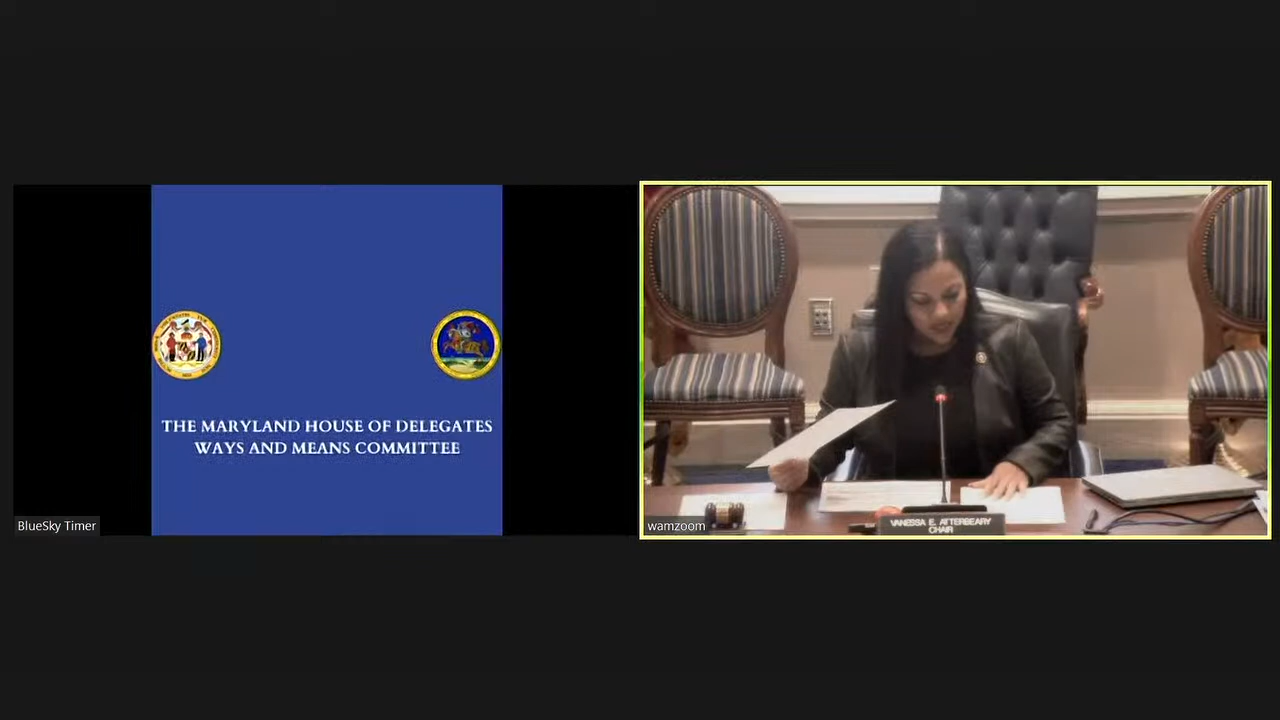 THE MARYLAND HOUSE OF DELEGATES
WAYS AND MEANS COMMITTEE
BlueSky Timer
wamzoom
VANESSA E. ATTERBEARY
CHAIR